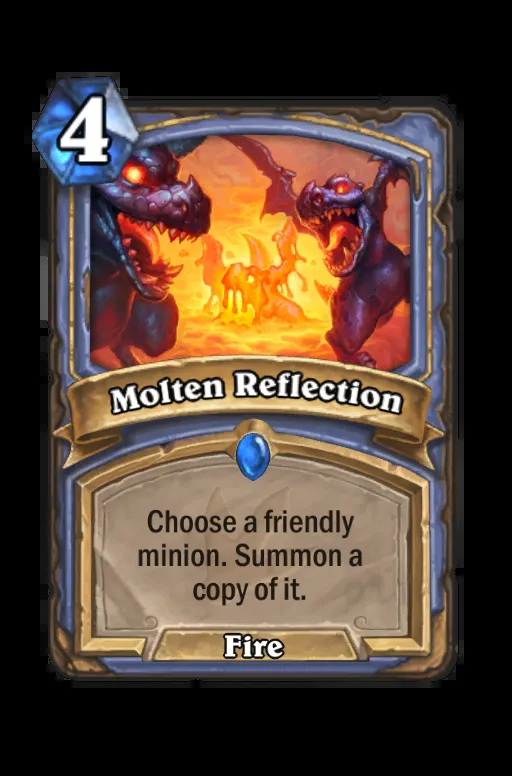 4
Molten Reflection
Choose a friendly
minion. Summon a
copy of it.
Fire